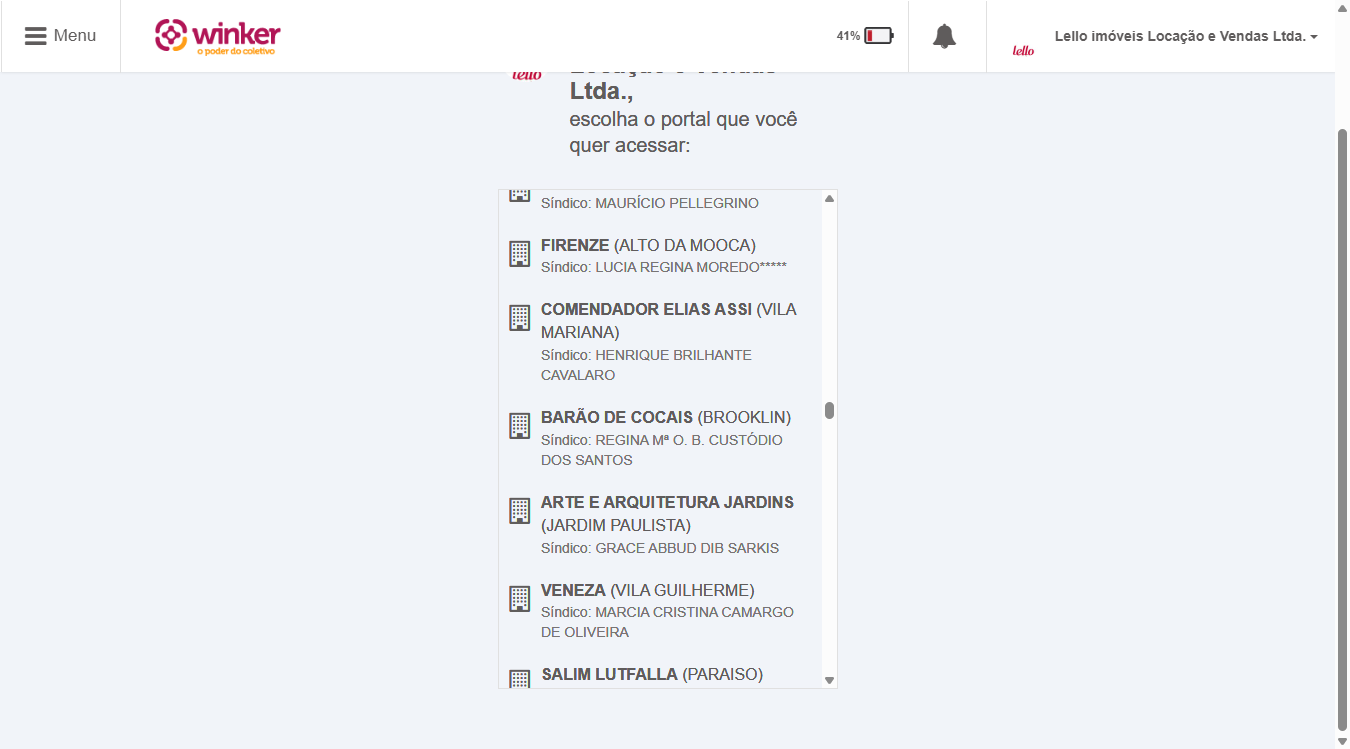 Menu
winker
o poder do coletivo
41%
lello
Lello imóveis Locação e Vendas Ltda.
lello
Locação e Vendas
Ltda.,
escolha o portal que você
quer acessar:
Síndico: MAURÍCIO PELLEGRINO
FIRENZE (ALTO DA MOOCA)
Síndico: LUCIA REGINA MOREDO*****
COMENDADOR ELIAS ASSI (VILA
MARIANA)
Síndico: HENRIQUE BRILHANTE
CAVALARO
BARÃO DE COCAIS (BROOKLIN)
Síndico: REGINA Mª O. B. CUSTÓDIO
DOS SANTOS
ARTE E ARQUITETURA JARDINS
(JARDIM PAULISTA)
Síndico: GRACE ABBUD DIB SARKIS
VENEZA (VILA GUILHERME)
Síndico: MARCIA CRISTINA CAMARGO
DE OLIVEIRA
SALIM LUTFALLA (PARAISO)